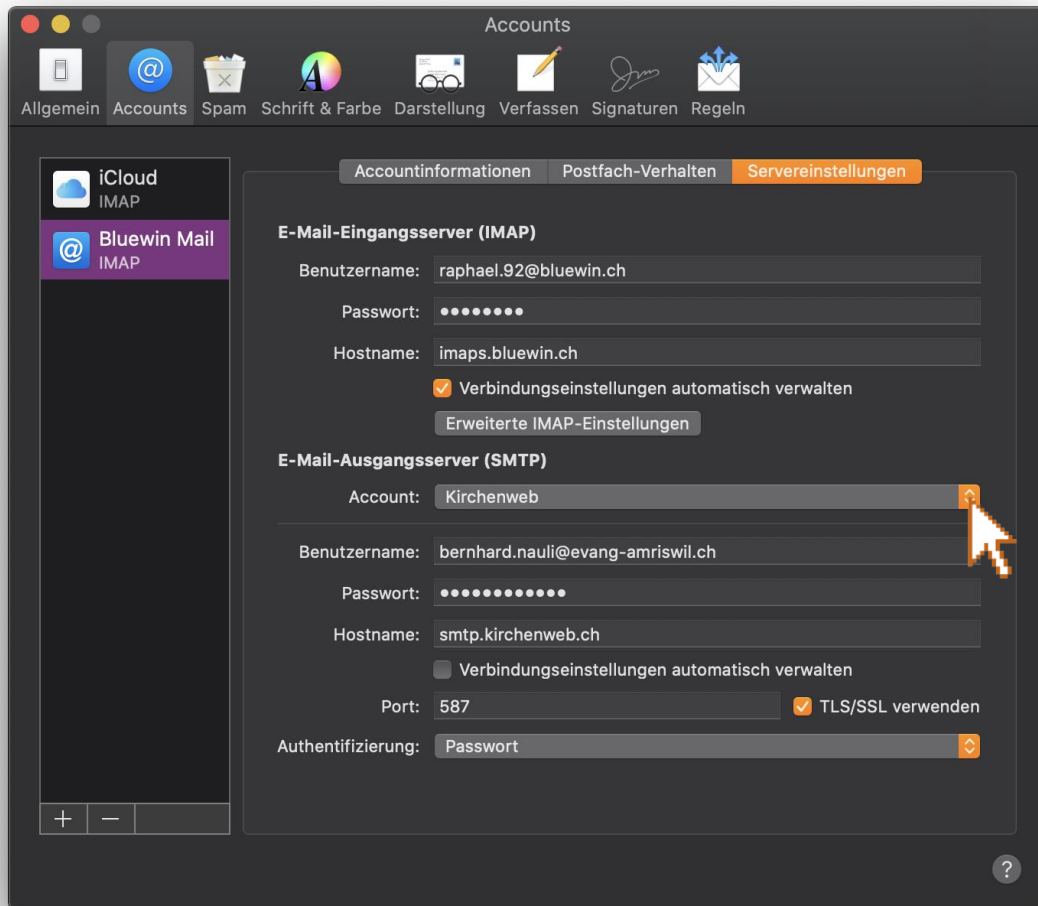 Accounts
Allgemein Accounts Spam Schrift & Farbe Darstellung Verfassen Signaturen Regeln
iCloud
IMAP
Bluewin Mail
IMAP
Accountinformationen Postfach-Verhalten Servereinstellungen
E-Mail-Eingangsserver (IMAP)
Benutzername: raphael.92@bluewin.ch
Passwort: ••••••••
Hostname: imaps.bluewin.ch
Verbindungseinstellungen automatisch verwalten
Erweiterte IMAP-Einstellungen
E-Mail-Ausgangsserver (SMTP)
Account: Kirchenweb
Benutzername: bernhard.nauli@evang-amriswil.ch
Passwort: ••••••••••••
Hostname: smtp.kirchenweb.ch
Verbindungseinstellungen automatisch verwalten
Port: 587 TLS/SSL verwenden
Authentifizierung: Passwort
+ −
?